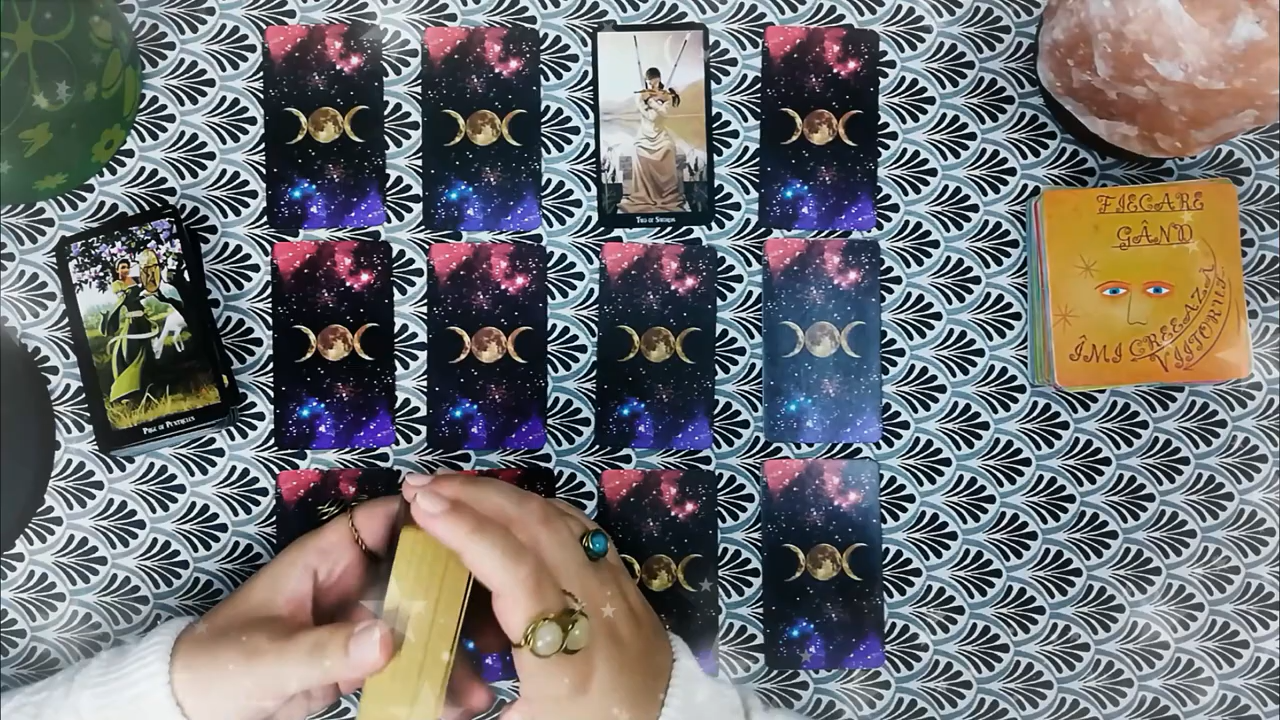 Two of Swords
Page of Pentacles
FIECARE
GÂND
ÎMI CREEAZĂ
VIITORUL